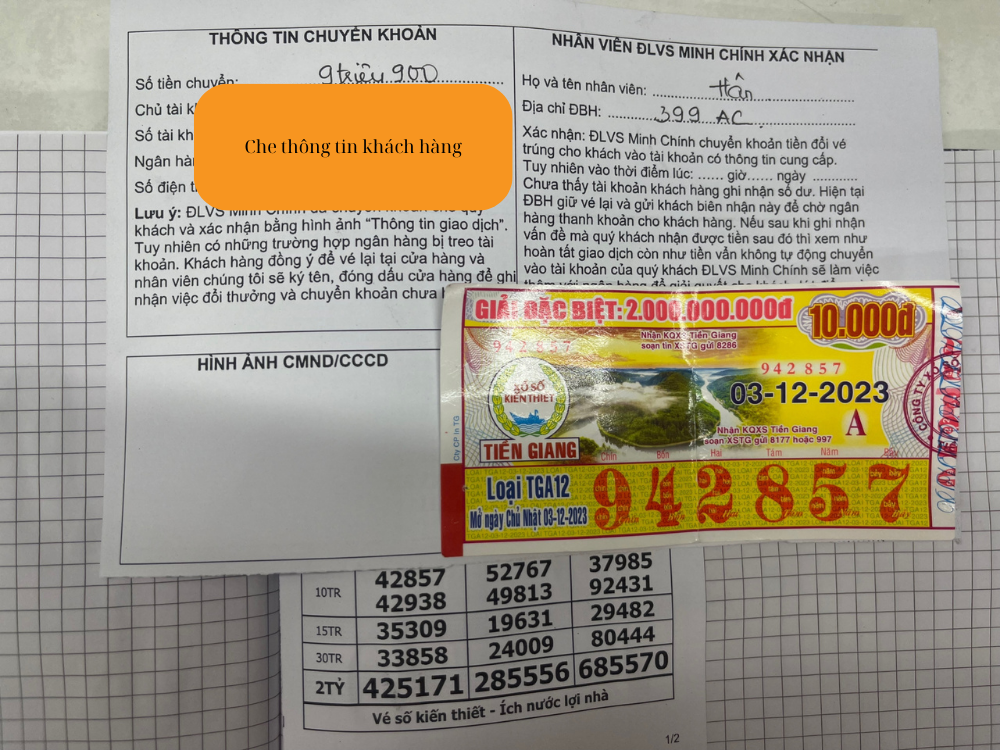 THÔNG TIN CHUYỂN KHOẢN
Số tiền chuyển: 9 triệu 900
Chủ tài k
Số tài kh
Ngân hàn
Số điện t
Che thông tin khách hàng
Lưu ý: ĐLVS Minh Chính đã chuyển khoản cho quý
khách và xác nhận bằng hình ảnh "Thông tin giao dịch".
Tuy nhiên có những trường hợp ngân hàng bị treo tài
khoản. Khách hàng đồng ý để vé lại tại cửa hàng và
nhân viên chúng tôi sẽ ký tên, đóng dấu cửa hàng để ghi
nhận việc đổi thưởng và chuyển khoản chưa
HÌNH ẢNH CMND/CCCD
NHÂN VIÊN ĐLVS MINH CHÍNH XÁC NHẬN
Họ và tên nhân viên: Hân
Địa chỉ ĐBH: 399 AC
Xác nhận: ĐLVS Minh Chính chuyển khoản tiền đổi vé
trúng cho khách vào tài khoản có thông tin cung cấp.
Tuy nhiên vào thời điểm lúc: ...... giờ...... ngày ............
Chưa thấy tài khoản khách hàng ghi nhận số dư. Hiện tại
ĐBH giữ vé lại và gửi khách biên nhận này để chờ ngân
hàng thanh khoản cho khách hàng. Nếu sau khi ghi nhận
vấn đề mà quý khách nhận được tiền sau đó thì xem như
hoàn tất giao dịch còn như tiền vẫn không tự động chuyển
vào tài khoản của quý khách ĐLVS Minh Chính sẽ làm việc
GIẢI ĐẶC BIỆT: 2.000.000.000đ
10.000đ
942857
Nhận KQXS Tiền Giang
soạn tin XSTG gửi 8286
942857
XỔ SỐ
KIẾN THIẾT
03-12-2023
Nhận KQXS Tiền Giang
soạn XSTG gửi 8177 hoặc 997
A
CÔNG TY
TIỀN GIANG
Cty CP In TG
Chín Bốn Hai Tám Năm Bảy
Loại TGA12
Mở ngày Chủ Nhật 03-12-2023
942857
10TR 42857 52767 37985
42938 49813 92431
15TR 35309 19631 29482
30TR 33858 24009 80444
2TỶ 425171 285556 685570
Vé số kiến thiết - Ích nước lợi nhà
1/2